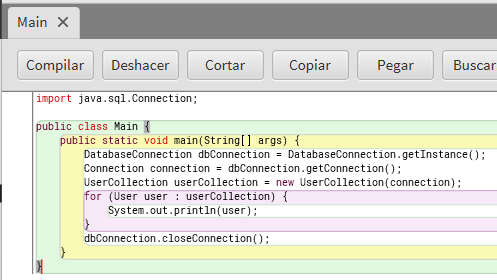 Main ✕
Compilar Deshacer Cortar Copiar Pegar Buscar
import java.sql.Connection;
public class Main {
public static void main(String[] args) {
DatabaseConnection dbConnection = DatabaseConnection.getInstance();
Connection connection = dbConnection.getConnection();
UserCollection userCollection = new UserCollection(connection);
for (User user : userCollection) {
System.out.println(user);
}
dbConnection.closeConnection();
}
}